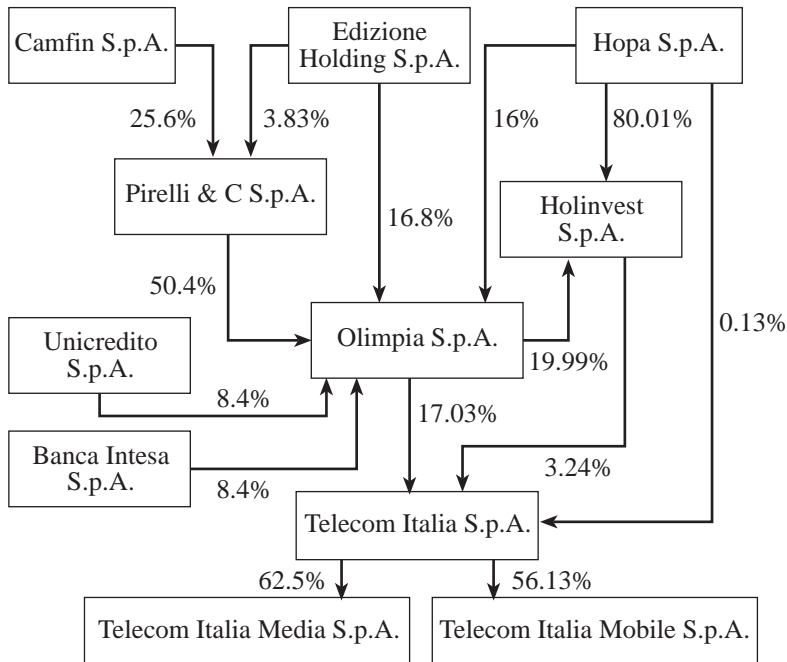 Camfin S.p.A.
Edizione
Holding S.p.A.
Hopa S.p.A.
25.6%
3.83%
16%
80.01%
Pirelli & C S.p.A.
16.8%
Holinvest
S.p.A.
50.4%
Unicredito
S.p.A.
Olimpia S.p.A.
0.13%
19.99%
8.4%
17.03%
Banca Intesa
S.p.A.
8.4%
3.24%
Telecom Italia S.p.A.
62.5%
56.13%
Telecom Italia Media S.p.A.
Telecom Italia Mobile S.p.A.